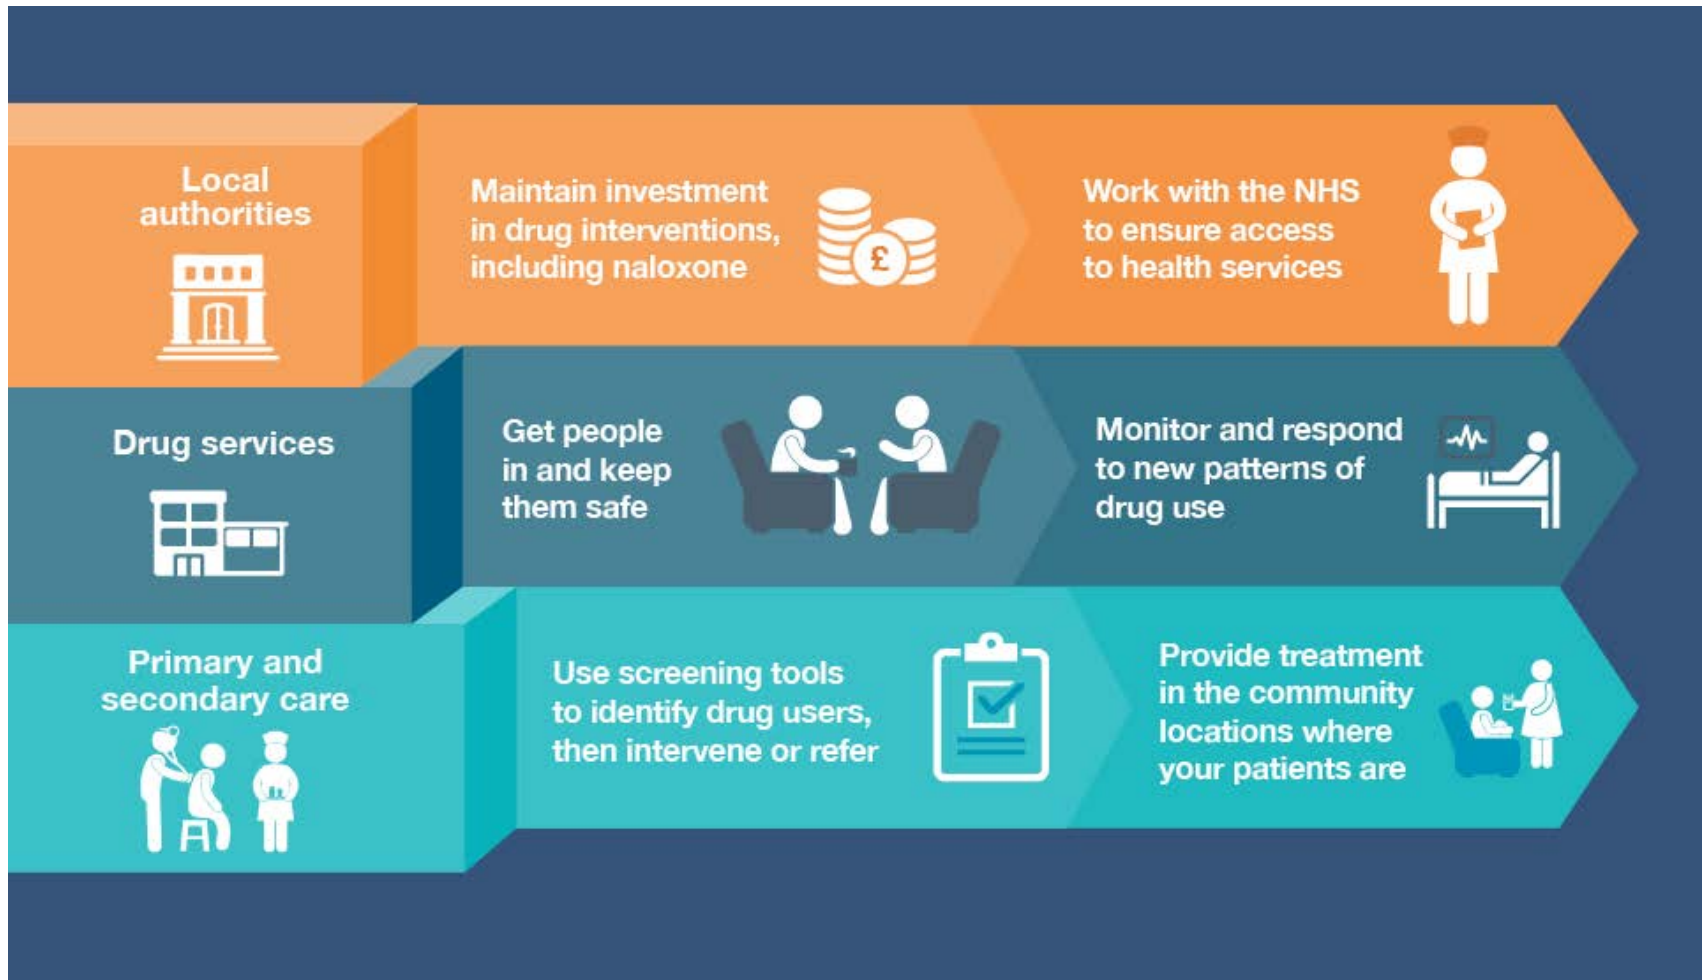 Local
authorities
Maintain investment
in drug interventions,
including naloxone
£
Work with the NHS
to ensure access
to health services
Drug services
Get people
in and keep
them safe
Monitor and respond
to new patterns of
drug use
Primary and
secondary care
Use screening tools
to identify drug users,
then intervene or refer
Provide treatment
in the community
locations where
your patients are